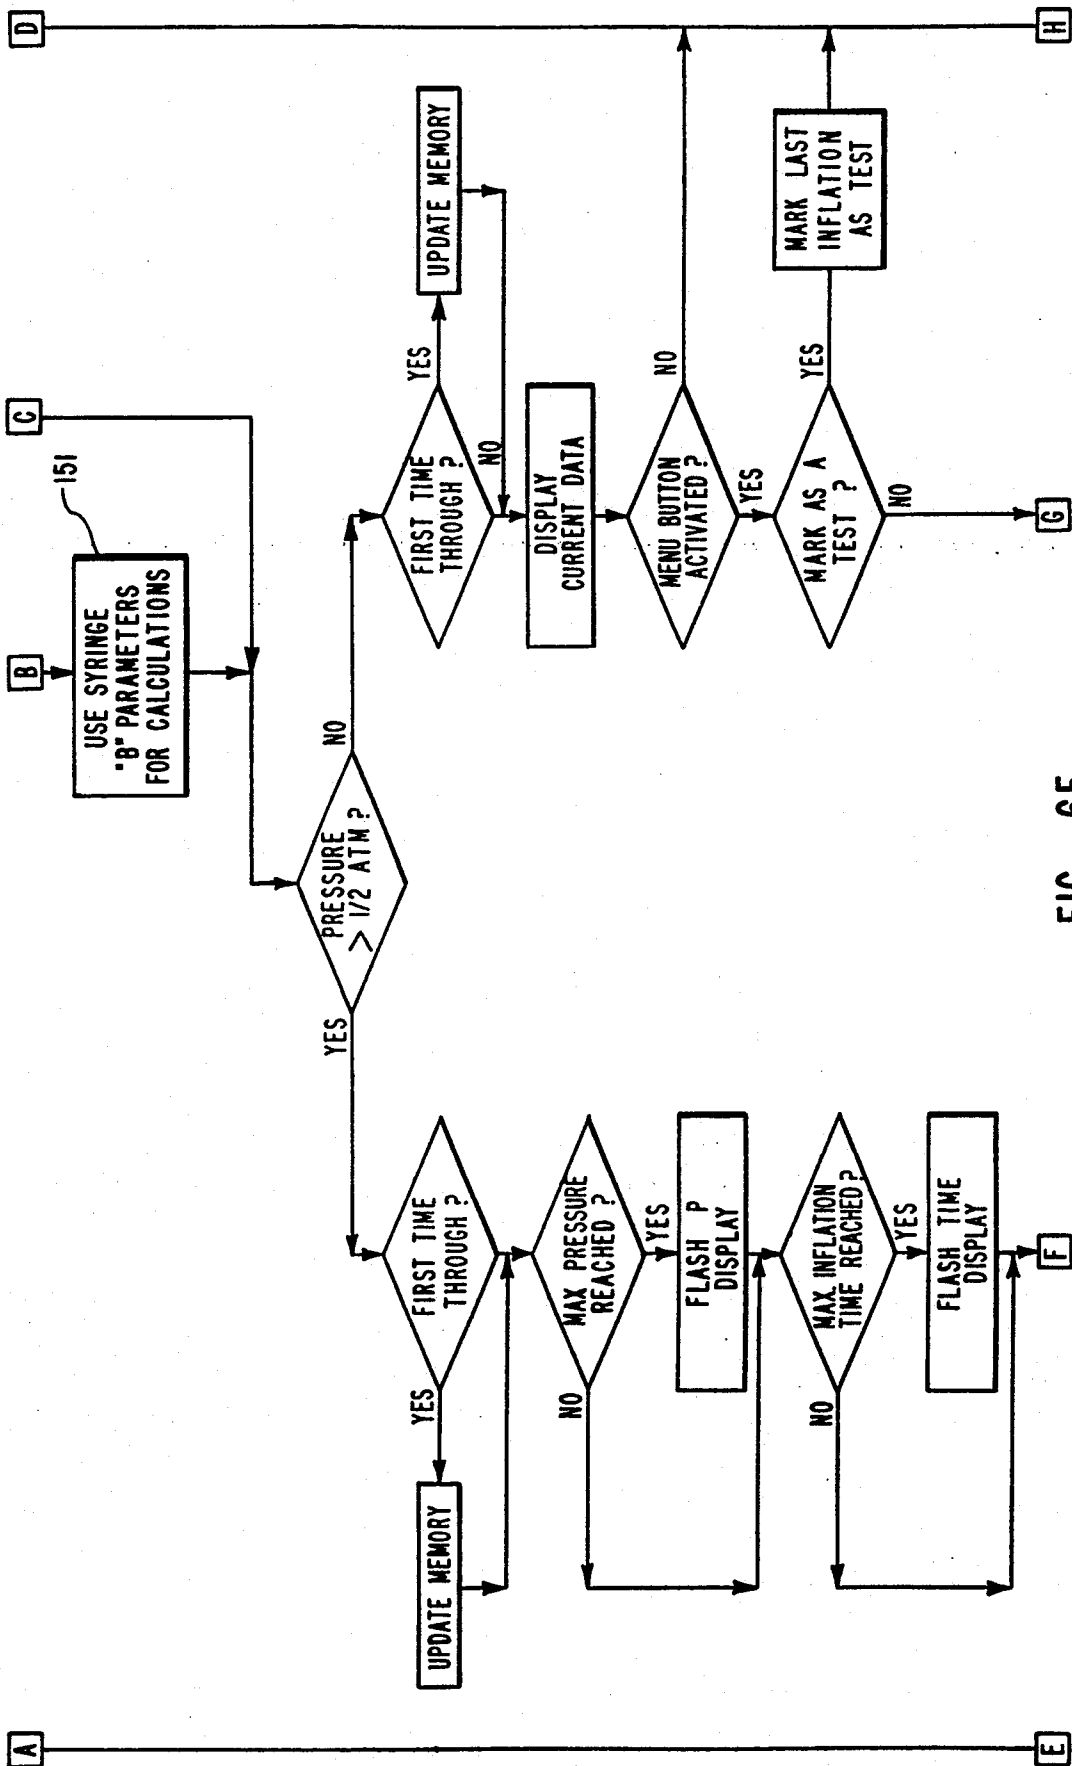 A
B
C
D
USE SYRINGE
"B" PARAMETERS
FOR CALCULATIONS
151
PRESSURE
> 1/2 ATM ?
YES
NO
FIRST TIME
THROUGH ?
YES
UPDATE MEMORY
MAX PRESSURE
REACHED ?
NO
YES
FLASH P
DISPLAY
MAX INFLATION
TIME REACHED ?
NO
YES
FLASH TIME
DISPLAY
FIRST TIME
THROUGH ?
YES
NO
UPDATE MEMORY
DISPLAY
CURRENT DATA
MENU BUTTON
ACTIVATED ?
NO
YES
MARK AS A
TEST ?
YES
NO
MARK LAST
INFLATION
AS TEST
E
F
G
H
FIG.